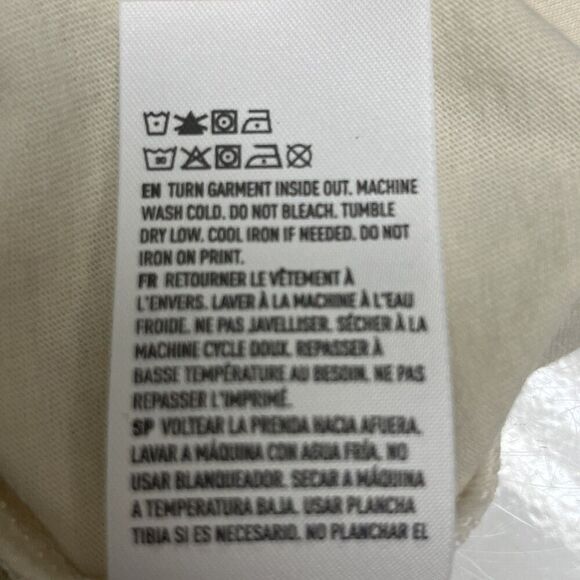 EN TURN GARMENT INSIDE OUT. MACHINE
WASH COLD. DO NOT BLEACH. TUMBLE
DRY LOW. COOL IRON IF NEEDED. DO NOT
IRON ON PRINT.
FR RETOURNER LE VÊTEMENT À
L'ENVERS. LAVER À LA MACHINE À L'EAU
FROIDE. NE PAS JAVELLISER. SÉCHER À LA
MACHINE CYCLE DOUX. REPASSER À
BASSE TEMPÉRATURE AU BESOIN. NE PAS
REPASSER L'IMPRIMÉ.
SP VOLTEAR LA PRENDA HACIA AFUERA.
LAVAR A MÁQUINA CON AGUA FRÍA. NO
USAR BLANQUEADOR. SECAR A MÁQUINA
A TEMPERATURA BAJA. USAR PLANCHA
TIBIA SI ES NECESARIO. NO PLANCHAR EL